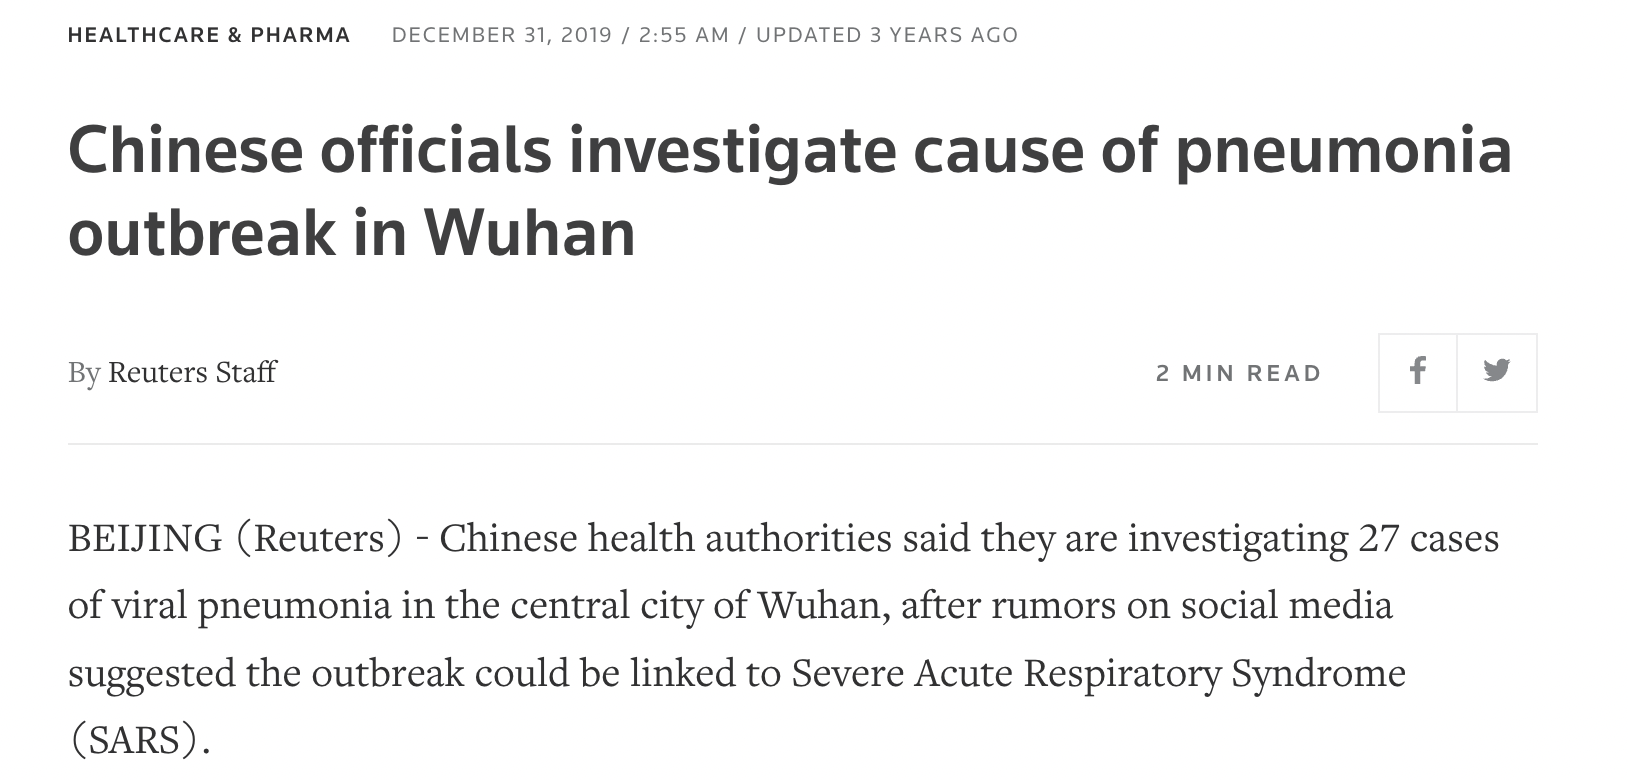 HEALTHCARE & PHARMA DECEMBER 31, 2019 / 2:55 AM / UPDATED 3 YEARS AGO
Chinese officials investigate cause of pneumonia
outbreak in Wuhan
By Reuters Staff 2 MIN READ
BEIJING (Reuters) - Chinese health authorities said they are investigating 27 cases
of viral pneumonia in the central city of Wuhan, after rumors on social media
suggested the outbreak could be linked to Severe Acute Respiratory Syndrome
(SARS).